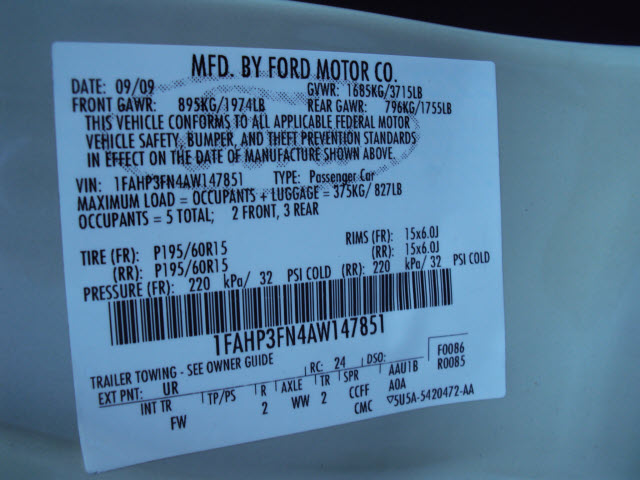 MFD. BY FORD MOTOR CO.
DATE: 09/09 GVWR: 1685KG/3715LB
FRONT GAWR: 895KG/1974LB REAR GAWR: 796KG/1755LB
THIS VEHICLE CONFORMS TO ALL APPLICABLE FEDERAL MOTOR
VEHICLE SAFETY, BUMPER, AND THEFT PREVENTION STANDARDS
IN EFFECT ON THE DATE OF MANUFACTURE SHOWN ABOVE.
VIN: 1FAHP3FN4AW147851 TYPE: Passenger Car
MAXIMUM LOAD = OCCUPANTS + LUGGAGE = 375KG/ 827LB
OCCUPANTS = 5 TOTAL; 2 FRONT, 3 REAR
TIRE (FR): P195/60R15 RIMS (FR): 15x6.0J
(RR): P195/60R15 (RR): 15x6.0J
PRESSURE (FR): 220 kPa/ 32 PSI COLD (RR): 220 kPa/ 32 PSI COLD
1FAHP3FN4AW147851
TRAILER TOWING - SEE OWNER GUIDE RC: 24 DSO: F0086
EXT PNT: UR AAU1B R0085
INT TR TP/PS R AXLE TR SPR A0A
FW 2 WW 2 CCFF ▽5U5A-5420472-AA
CMC